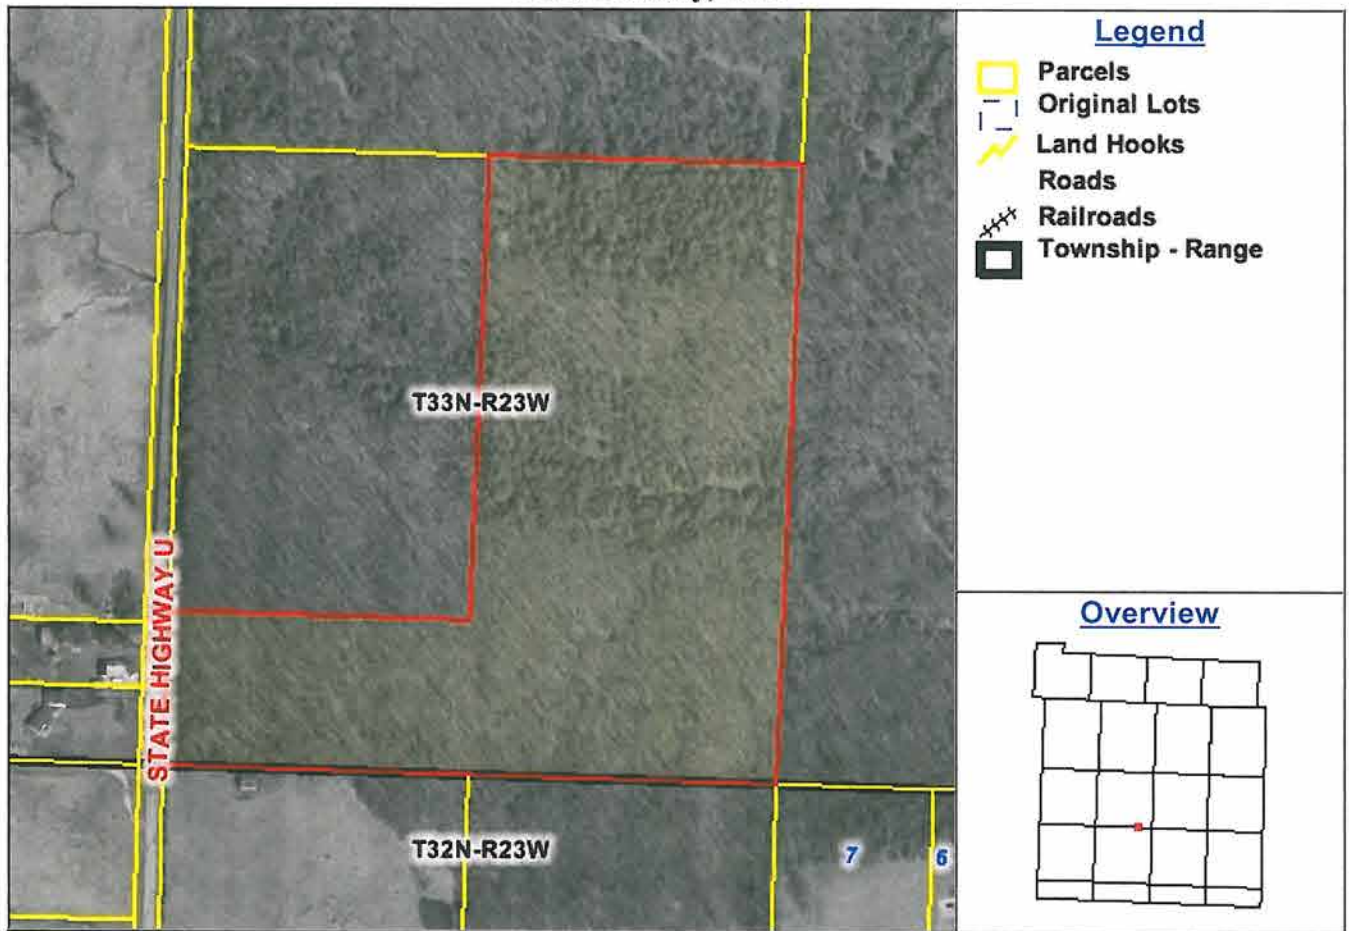 Legend
Parcels
Original Lots
Land Hooks
Roads
Railroads
Township - Range
T33N-R23W
STATE HIGHWAY U
T32N-R23W
7
6
Overview